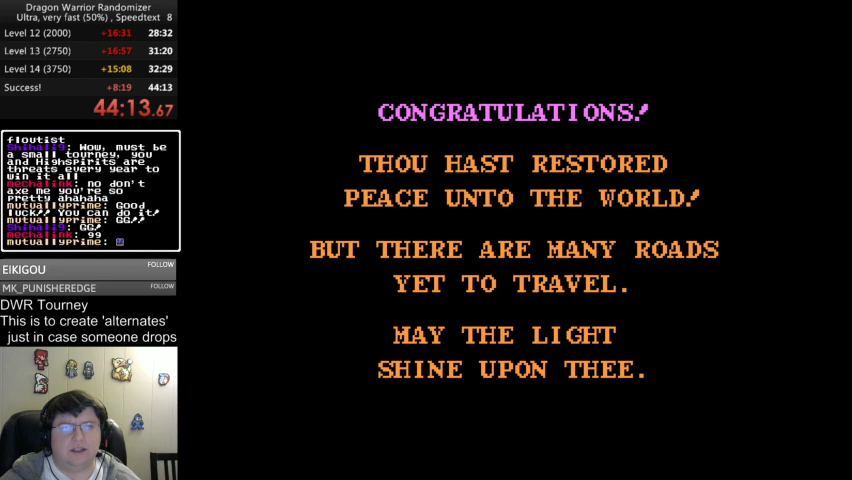 Dragon Warrior Randomizer
Ultra, very fast (50%) , Speedtext 8
Level 12 (2000) +16:31 28:32
Level 13 (2750) +16:57 31:20
Level 14 (3750) +15:08 32:29
Success! +8:19 44:13
44:13.67
floutist
Shihali9: Wow, must be
a small tourney, you
and Highspirits are
threats every year to
win it all
mechalink: no don't
axe me you're so
pretty ahahaha
mutuallyprime: Good
luck!! You can do it!
mutuallyprime: GG!!
Shihali9: GG!
mechalink: gg
mutuallyprime:
EIKIGOU FOLLOW
MK_PUNISHEREDGE FOLLOW
DWR Tourney
This is to create 'alternates'
just in case someone drops
CONGRATULATIONS!
THOU HAST RESTORED
PEACE UNTO THE WORLD!
BUT THERE ARE MANY ROADS
YET TO TRAVEL.
MAY THE LIGHT
SHINE UPON THEE.